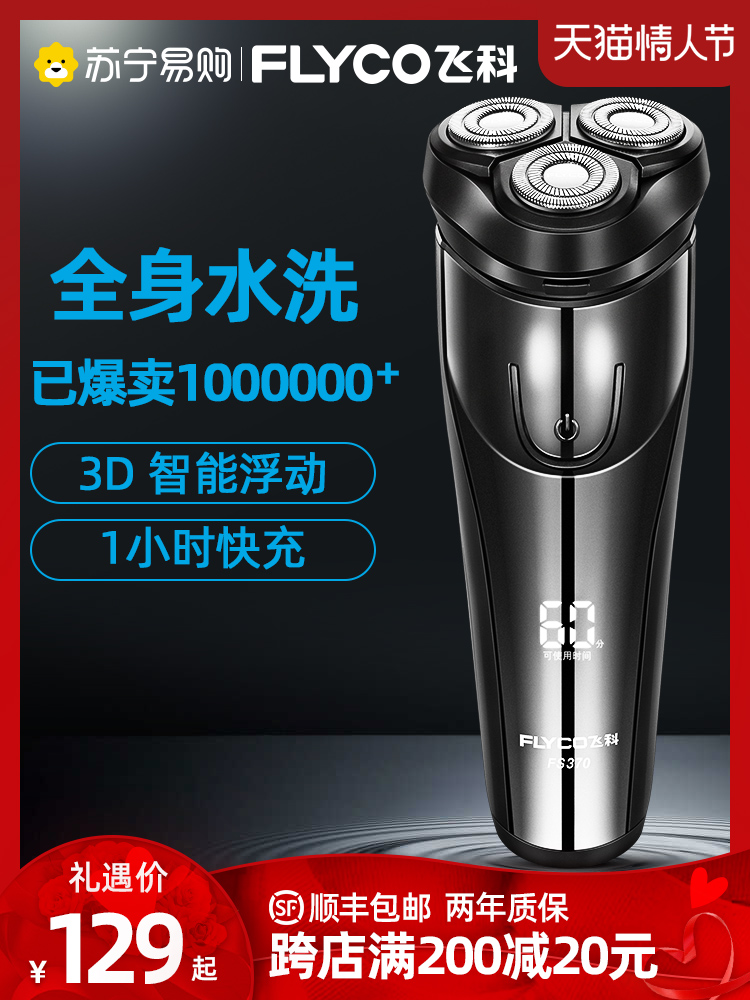 苏宁易购 | FLYCO飞科
天猫情人节
全身水洗
已爆卖1000000+
3D 智能浮动
1小时快充
60分
可使用时间
FLYCO飞科
FS370
礼遇价
¥129起
SF 顺丰包邮 两年质保
跨店满200减20元